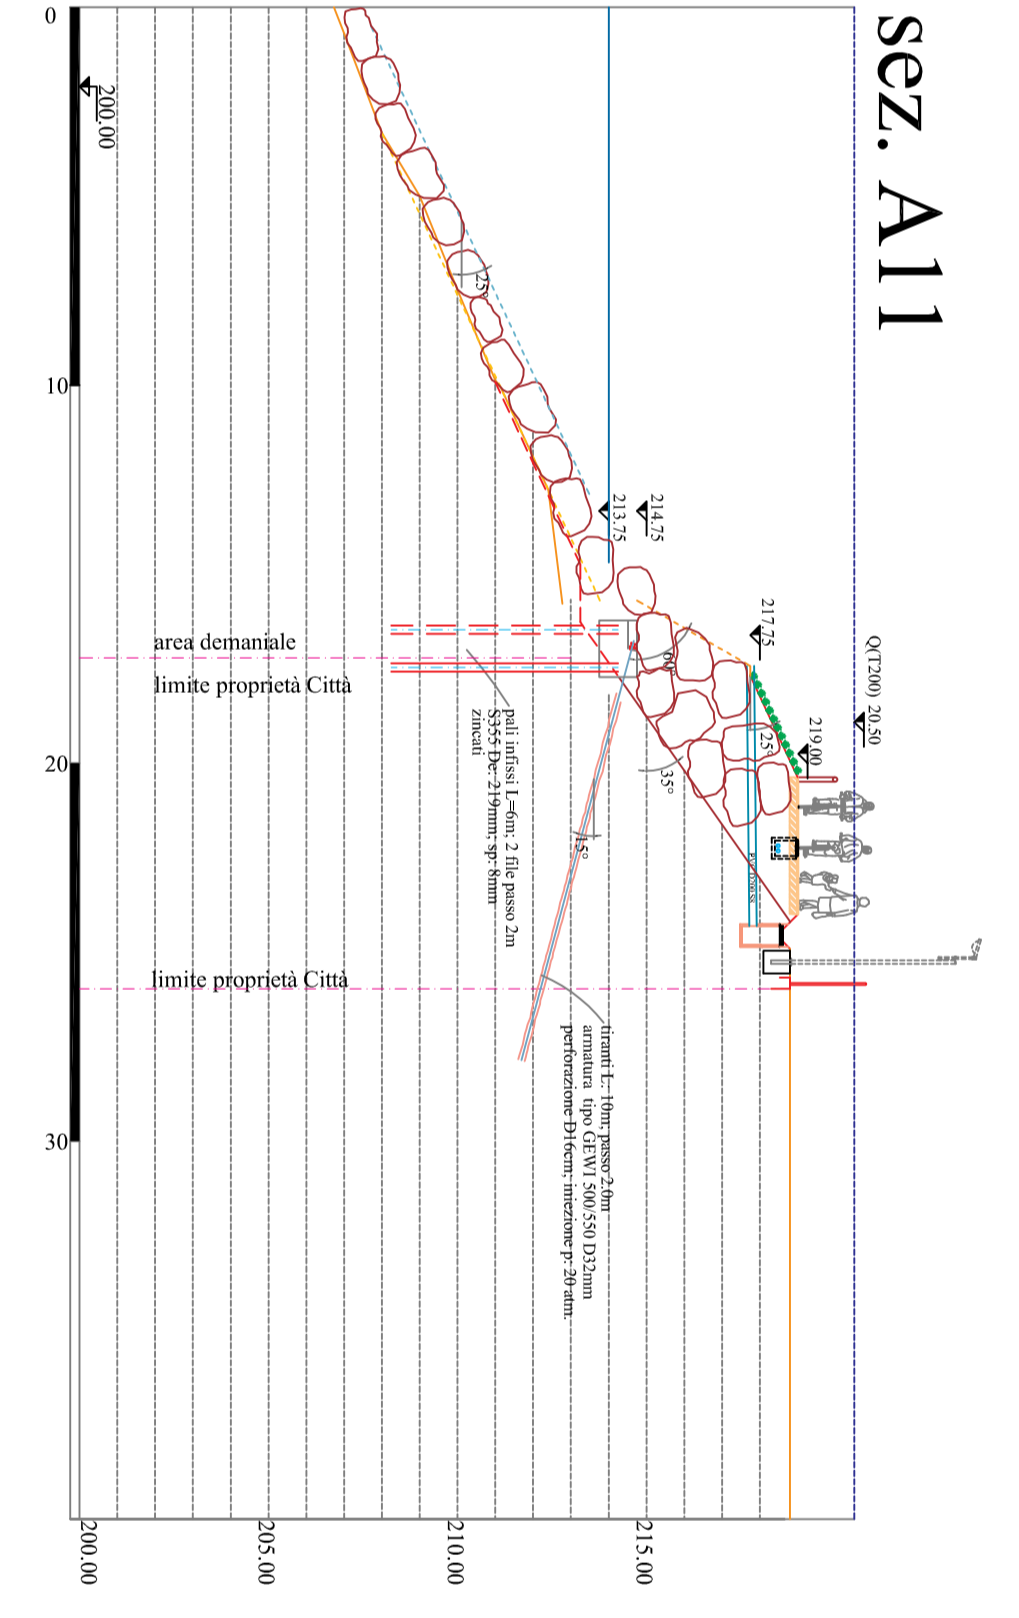 sez. A11
0
10
20
30
200.00
25°
213.75
214.75
217.75
Q(T200) 20.50
219.00
60°
25°
35°
15°
area demaniale
limite proprietà Città
limite proprietà Città
pali infissi L=6m; 2 file passo 2m
S355 De: 219mm; sp: 8mm
zincati
tiranti L: 10m; passo 2.0m
armatura tipo GEWI 500/550 D32mm
perforazione D16cm; iniezione p: 20 atm.
200.00
205.00
210.00
215.00